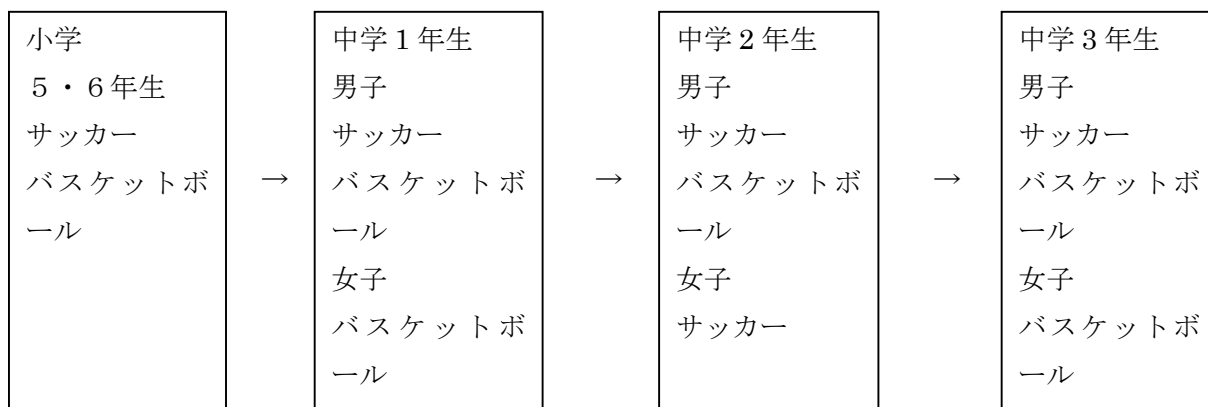 小学
５・６年生
サッカー
バスケットボ
ール
→
中学１年生
男子
サッカー
バスケットボ
ール
女子
バスケットボ
ール
→
中学２年生
男子
サッカー
バスケットボ
ール
女子
サッカー
→
中学３年生
男子
サッカー
バスケットボ
ール
女子
バスケットボ
ール